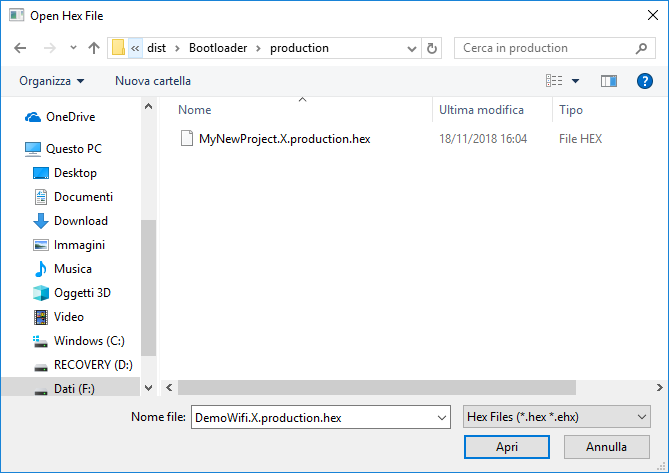 Open Hex File
« dist › Bootloader › production
Cerca in production
Organizza
Nuova cartella
?
Nome
Ultima modifica
Tipo
MyNewProject.X.production.hex
18/11/2018 16:04
File HEX
OneDrive
Questo PC
Desktop
Documenti
Download
Immagini
Musica
Oggetti 3D
Video
Windows (C:)
RECOVERY (D:)
Dati (F:)
Nome file:
DemoWifi.X.production.hex
Hex Files (*.hex *.ehx)
Apri
Annulla